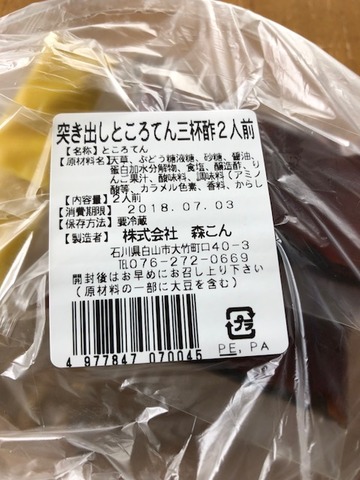 突き出しところてん三杯酢2人前
【名称】ところてん
【原材料名】天草、ぶどう糖液糖、砂糖、醤油、
蛋白加水分解物、食塩、醸造酢、り
んご果汁、酸味料、調味料(アミノ
酸等、カラメル色素、香料、からし
【内容量】2人前
【消費期限】2018.07.03
【保存方法】要冷蔵
【製造者】株式会社 森こん
石川県白山市大竹町ロ40-3
TEL076-272-0669
開封後はお早めにお召し上り下さい
(原材料の一部に大豆を含む)
プラ
PE, PA
4 977847 070045